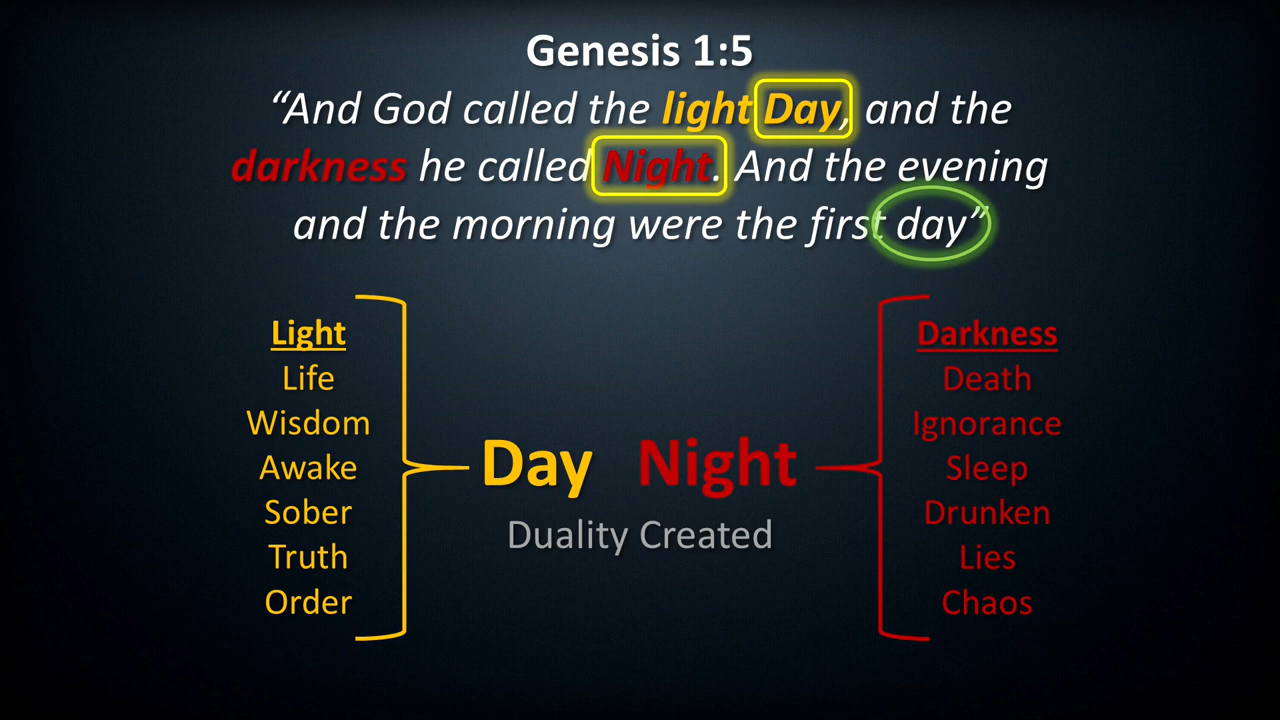 Genesis 1:5
“And God called the light Day, and the
darkness he called Night. And the evening
and the morning were the first day”
Light
Life
Wisdom
Awake
Sober
Truth
Order
Day Night
Duality Created
Darkness
Death
Ignorance
Sleep
Drunken
Lies
Chaos